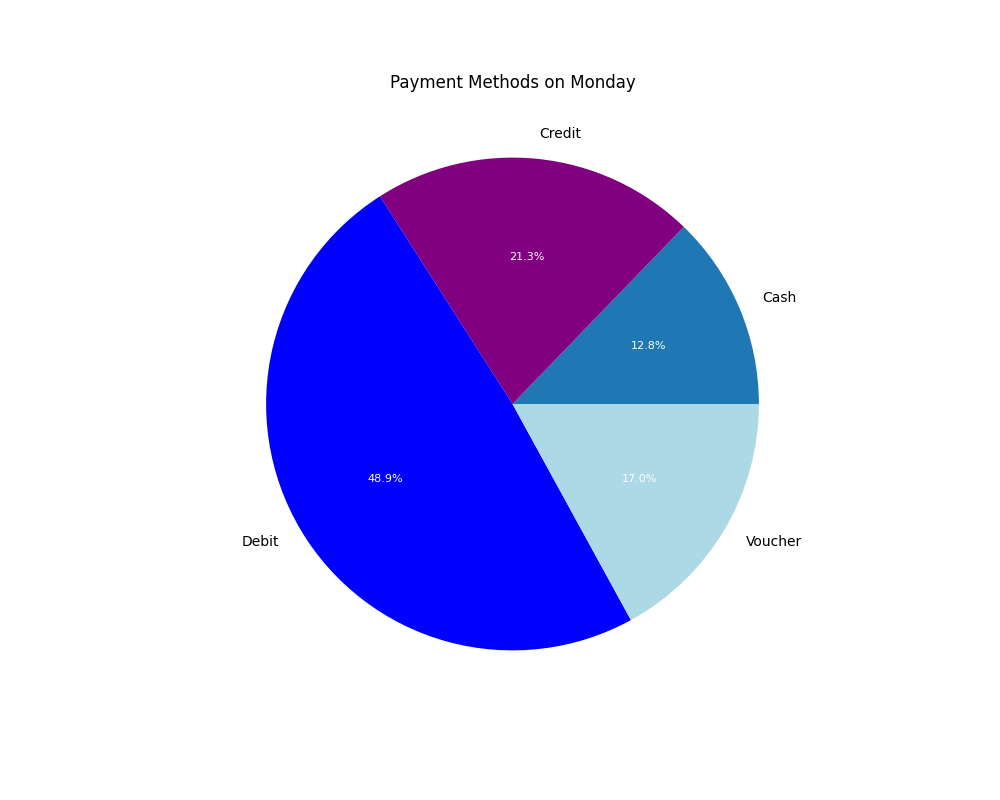 Payment Methods on Monday
Credit
21.3%
Cash
12.8%
48.9%
17.0%
Debit
Voucher